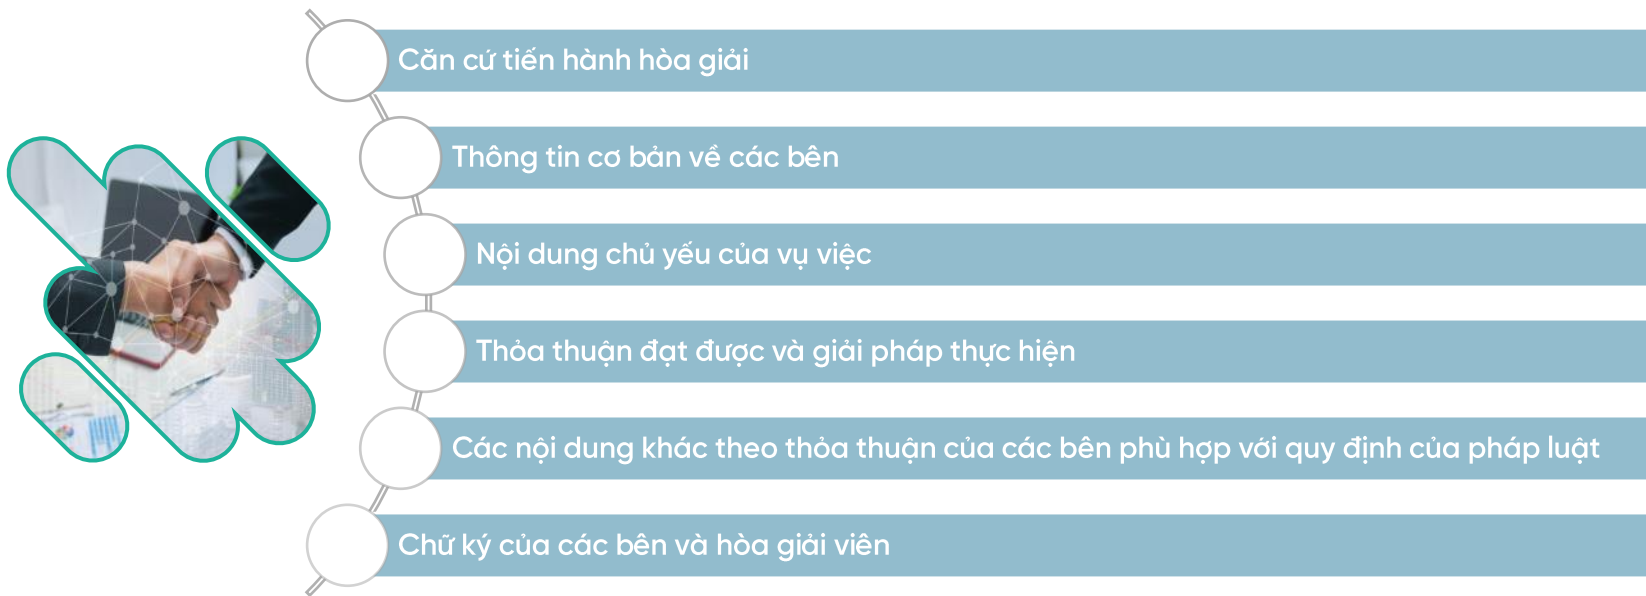 Căn cứ tiến hành hòa giải
Thông tin cơ bản về các bên
Nội dung chủ yếu của vụ việc
Thỏa thuận đạt được và giải pháp thực hiện
Các nội dung khác theo thỏa thuận của các bên phù hợp với quy định của pháp luật
Chữ ký của các bên và hòa giải viên